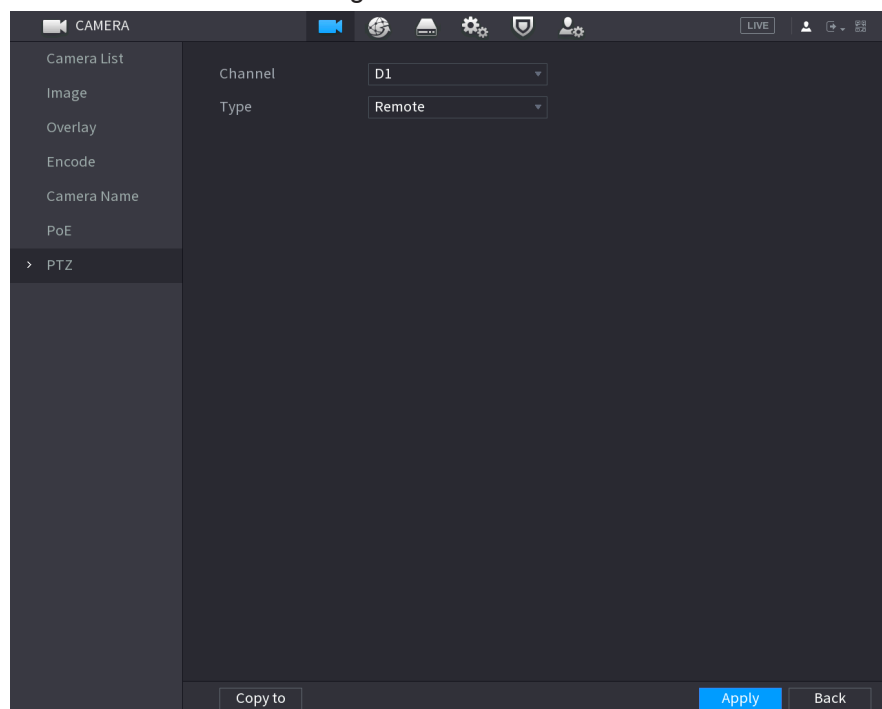 CAMERA LIVE
Camera List
Channel D1
Image
Type Remote
Overlay
Encode
Camera Name
PoE
> PTZ
Copy to Apply Back